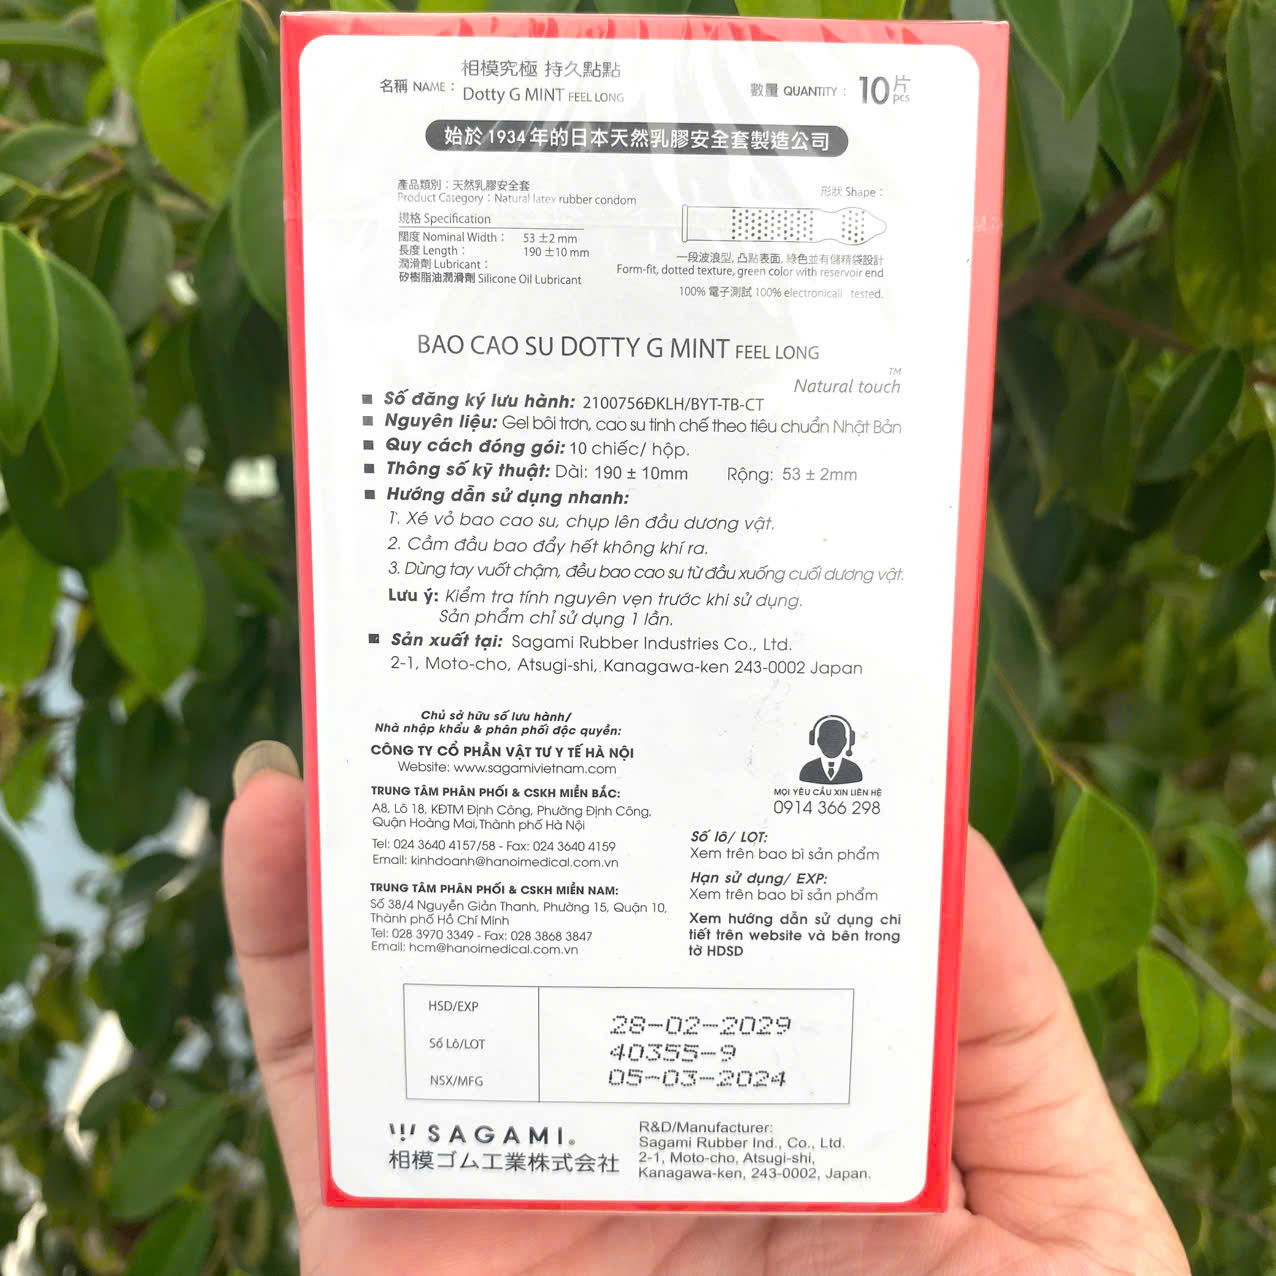 相模究極 持久點點
名稱 NAME : Dotty G MINT FEEL LONG
數量 QUANTITY : 10片 pcs
始於 1934 年的日本天然乳膠安全套製造公司
產品類別 : 天然乳膠安全套
Product Category : Natural latex rubber condom
規格 Specification
闊度 Nominal Width : 53 ±2 mm
長度 Length : 190 ±10 mm
潤滑劑 Lubricant :
矽樹脂油潤滑劑 Silicone Oil Lubricant
形狀 Shape :
一段波浪型, 凸點表面, 綠色並有儲精袋設計
Form-fit, dotted texture, green color with reservoir end
100% 電子測試 100% electronicall tested.
BAO CAO SU DOTTY G MINT FEEL LONG
Natural touch ™
Số đăng ký lưu hành: 2100756ĐKLH/BYT-TB-CT
Nguyên liệu: Gel bôi trơn, cao su tinh chế theo tiêu chuẩn Nhật Bản
Quy cách đóng gói: 10 chiếc/ hộp.
Thông số kỹ thuật: Dài: 190 ± 10mm Rộng: 53 ± 2mm
Hướng dẫn sử dụng nhanh:
1. Xé vỏ bao cao su, chụp lên đầu dương vật.
2. Cầm đầu bao đẩy hết không khí ra.
3. Dùng tay vuốt chậm, đều bao cao su từ đầu xuống cuối dương vật.
Lưu ý: Kiểm tra tính nguyên vẹn trước khi sử dụng.
Sản phẩm chỉ sử dụng 1 lần.
Sản xuất tại: Sagami Rubber Industries Co., Ltd.
2-1, Moto-cho, Atsugi-shi, Kanagawa-ken 243-0002 Japan
Chủ sở hữu số lưu hành/
Nhà nhập khẩu & phân phối độc quyền:
CÔNG TY CỔ PHẦN VẬT TƯ Y TẾ HÀ NỘI
Website: www.sagamivietnam.com
TRUNG TÂM PHÂN PHỐI & CSKH MIỀN BẮC:
A8, Lô 18, KĐTM Định Công, Phường Định Công,
Quận Hoàng Mai, Thành phố Hà Nội
Tel: 024 3640 4157/58 - Fax: 024 3640 4159
Email: kinhdoanh@hanoimedical.com.vn
TRUNG TÂM PHÂN PHỐI & CSKH MIỀN NAM:
Số 38/4 Nguyễn Giản Thanh, Phường 15, Quận 10,
Thành phố Hồ Chí Minh
Tel: 028 3970 3349 - Fax: 028 3868 3847
Email: hcm@hanoimedical.com.vn
MỌI YÊU CẦU XIN LIÊN HỆ
0914 366 298
Số lô/ LOT:
Xem trên bao bì sản phẩm
Hạn sử dụng/ EXP:
Xem trên bao bì sản phẩm
Xem hướng dẫn sử dụng chi
tiết trên website và bên trong
tờ HDSD
HSD/EXP 28-02-2029
Số Lô/LOT 40355-9
NSX/MFG 05-03-2024
SAGAMI®
相模ゴム工業株式会社
R&D/Manufacturer:
Sagami Rubber Ind., Co., Ltd.
2-1, Moto-cho, Atsugi-shi,
Kanagawa-ken, 243-0002, Japan.